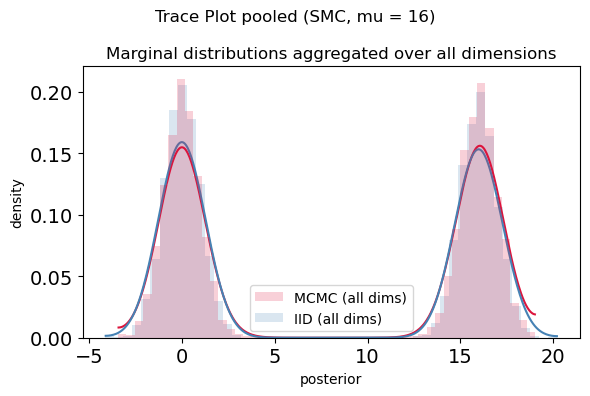 Trace Plot pooled (SMC, mu = 16)
Marginal distributions aggregated over all dimensions
density
0.20
0.15
0.10
0.05
0.00
MCMC (all dims)
IID (all dims)
−5
0
5
10
15
20
posterior